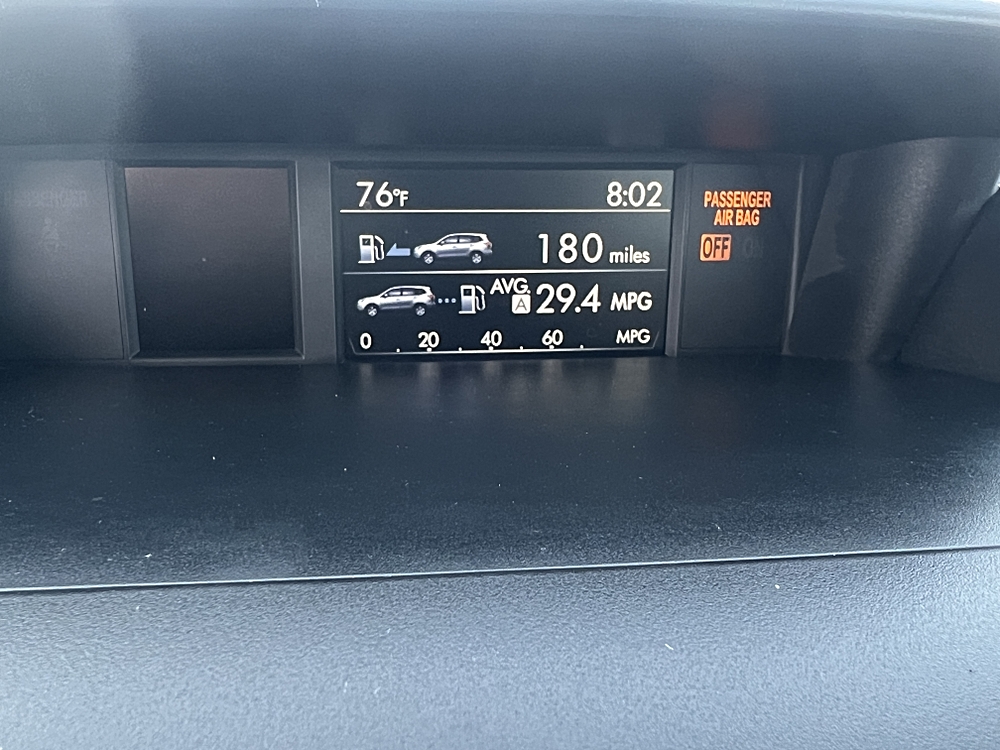 76°F 8:02
180 miles
AVG. A 29.4 MPG
0 20 40 60 MPG
PASSENGER
AIR BAG
OFF